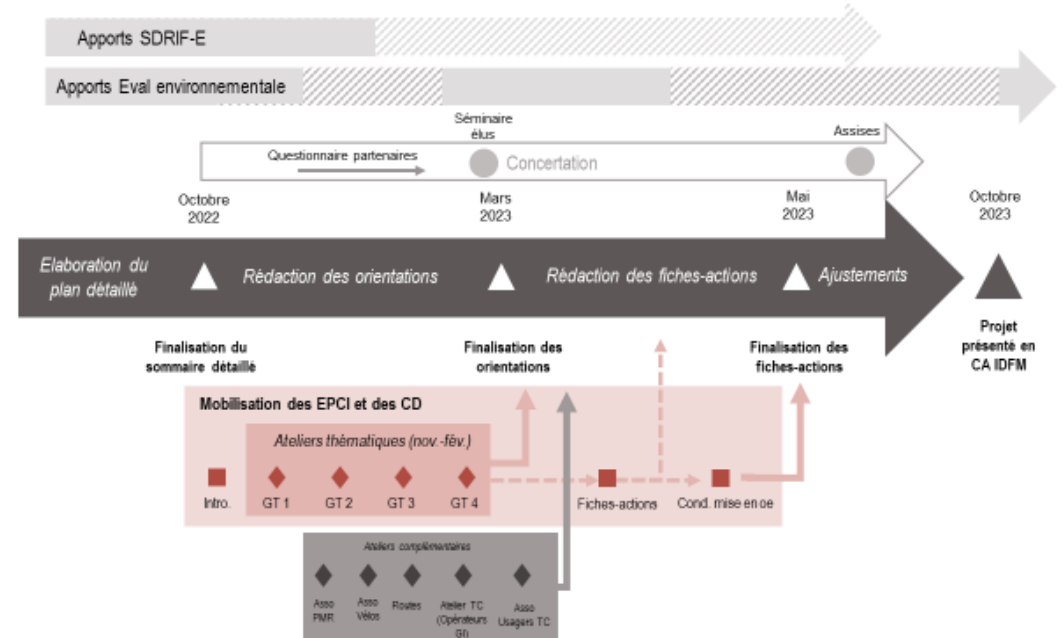 Apports SDRIF-E
Apports Eval environnementale
Séminaire
élus
Assises
Questionnaire partenaires
Concertation
Octobre
2022
Mars
2023
Mai
2023
Octobre
2023
Elaboration du
plan détaillé
Rédaction des orientations
Rédaction des fiches-actions
Ajustements
Finalisation du
sommaire détaillé
Finalisation des
orientations
Finalisation des
fiches-actions
Projet
présenté en
CA IDFM
Mobilisation des EPCI et des CD
Ateliers thématiques (nov.-fév.)
Intro.
GT 1
GT 2
GT 3
GT 4
Fiches-actions
Cond. mise en oe
Ateliers complémentaires
Asso
PMR
Asso
Vélos
Routes
Atelier TC
(Opérateurs
GI)
Asso
Usagers TC